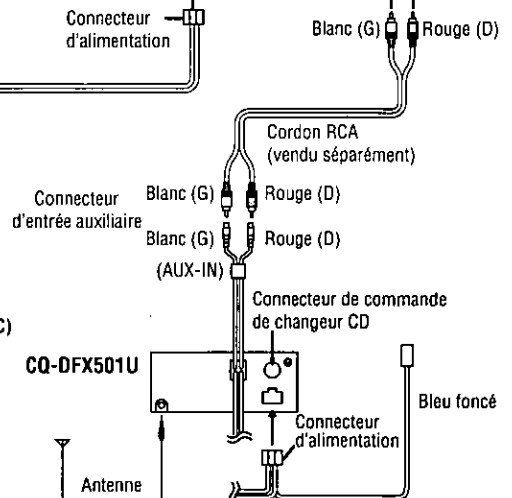 Connecteur
d'alimentation
Blanc (G)
Rouge (D)
Cordon RCA
(vendu séparément)
Connecteur
d'entrée auxiliaire
Blanc (G)
Rouge (D)
Blanc (G)
Rouge (D)
(AUX-IN)
Connecteur de commande
de changeur CD
C)
CQ-DFX501U
Bleu foncé
Connecteur
d'alimentation
Antenne